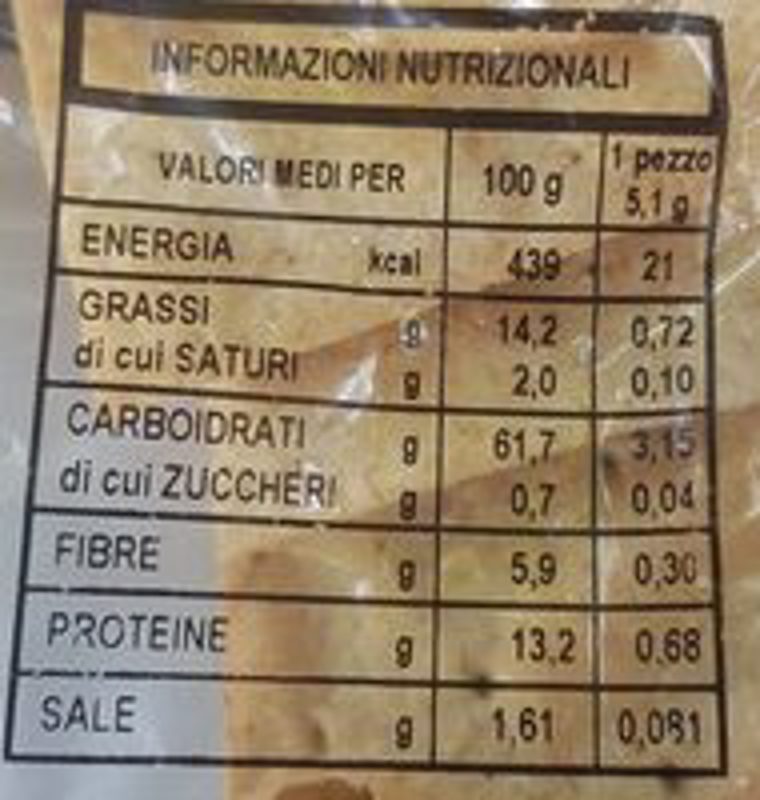 INFORMAZIONI NUTRIZIONALI
VALORI MEDI PER 100 g 1 pezzo 5,1 g
ENERGIA kcal 439 21
GRASSI g 14,2 0,72
di cui SATURI g 2,0 0,10
CARBOIDRATI g 61,7 3,15
di cui ZUCCHERI g 0,7 0,04
FIBRE g 5,9 0,30
PROTEINE g 13,2 0.68
SALE g 1,61 0,081